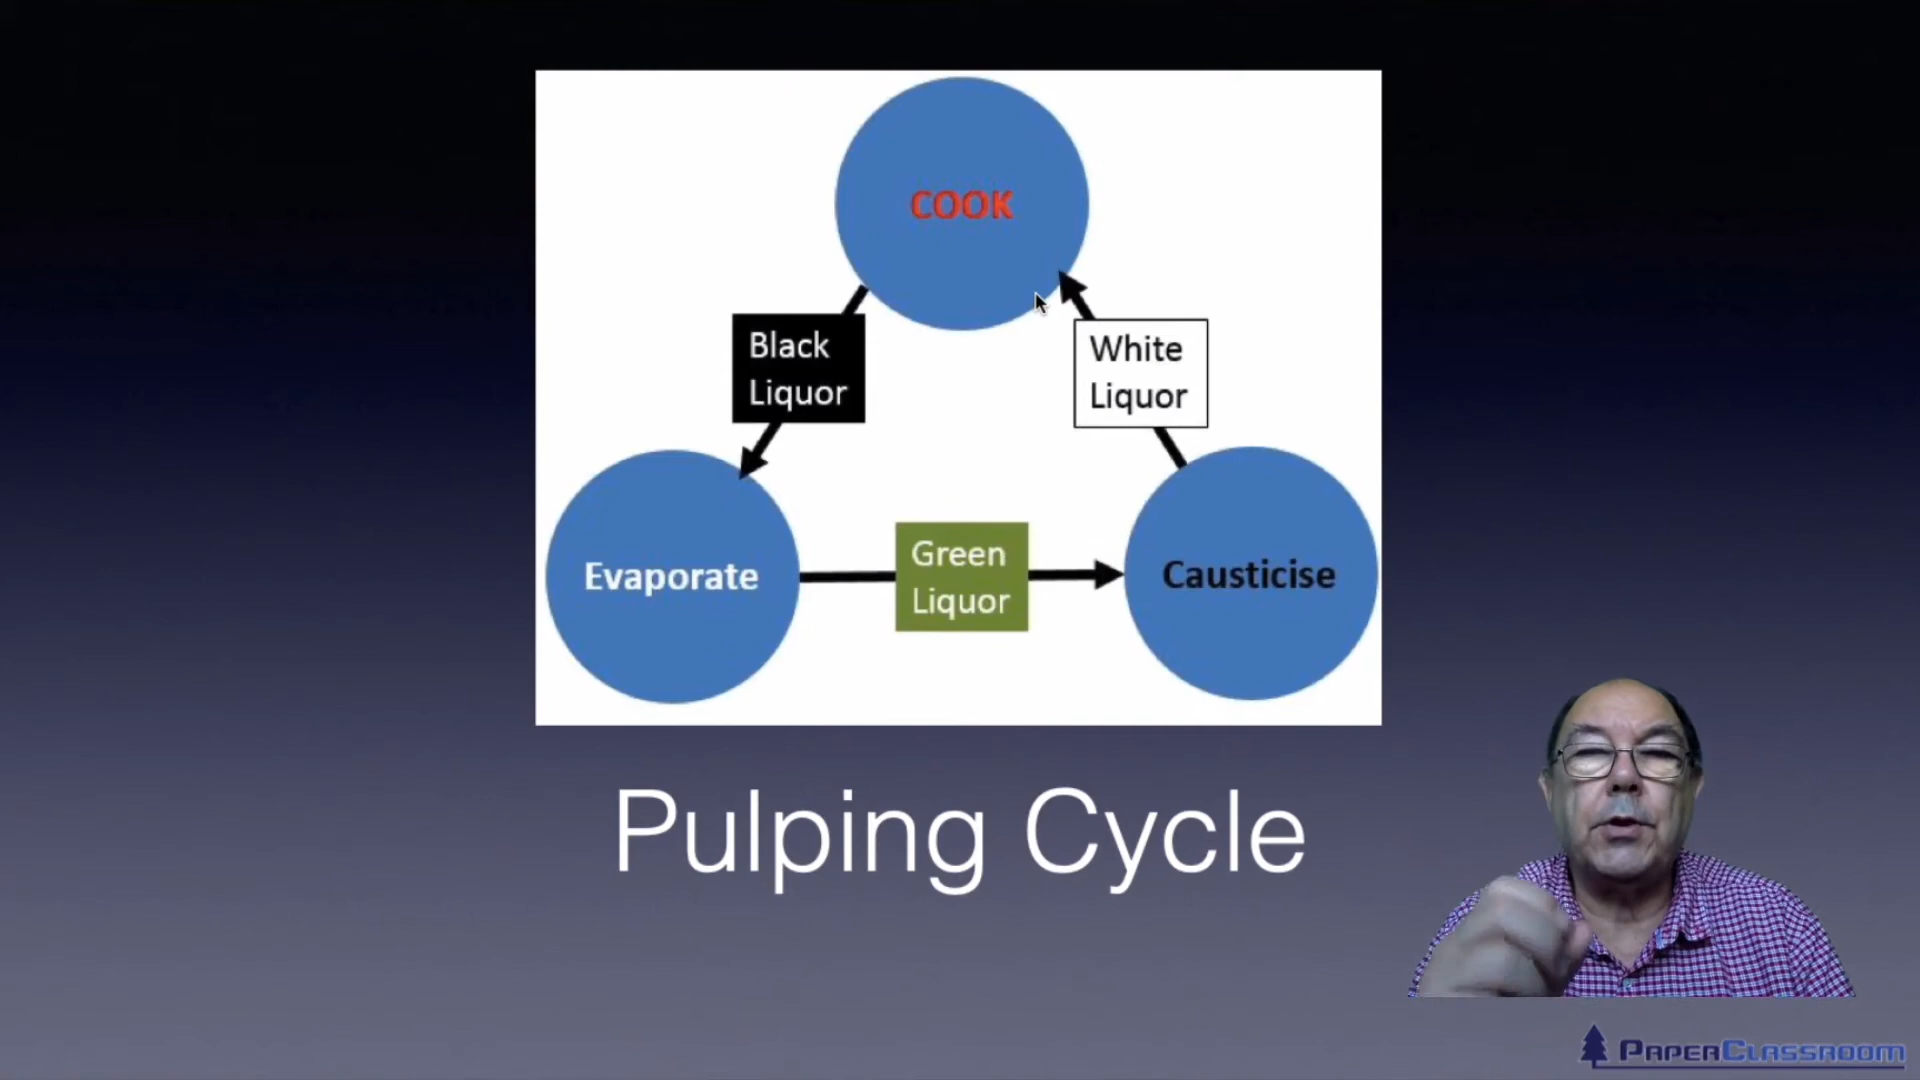 COOK
Black
Liquor
White
Liquor
Evaporate
Green
Liquor
Causticise
Pulping Cycle
PAPERCLASSROOM